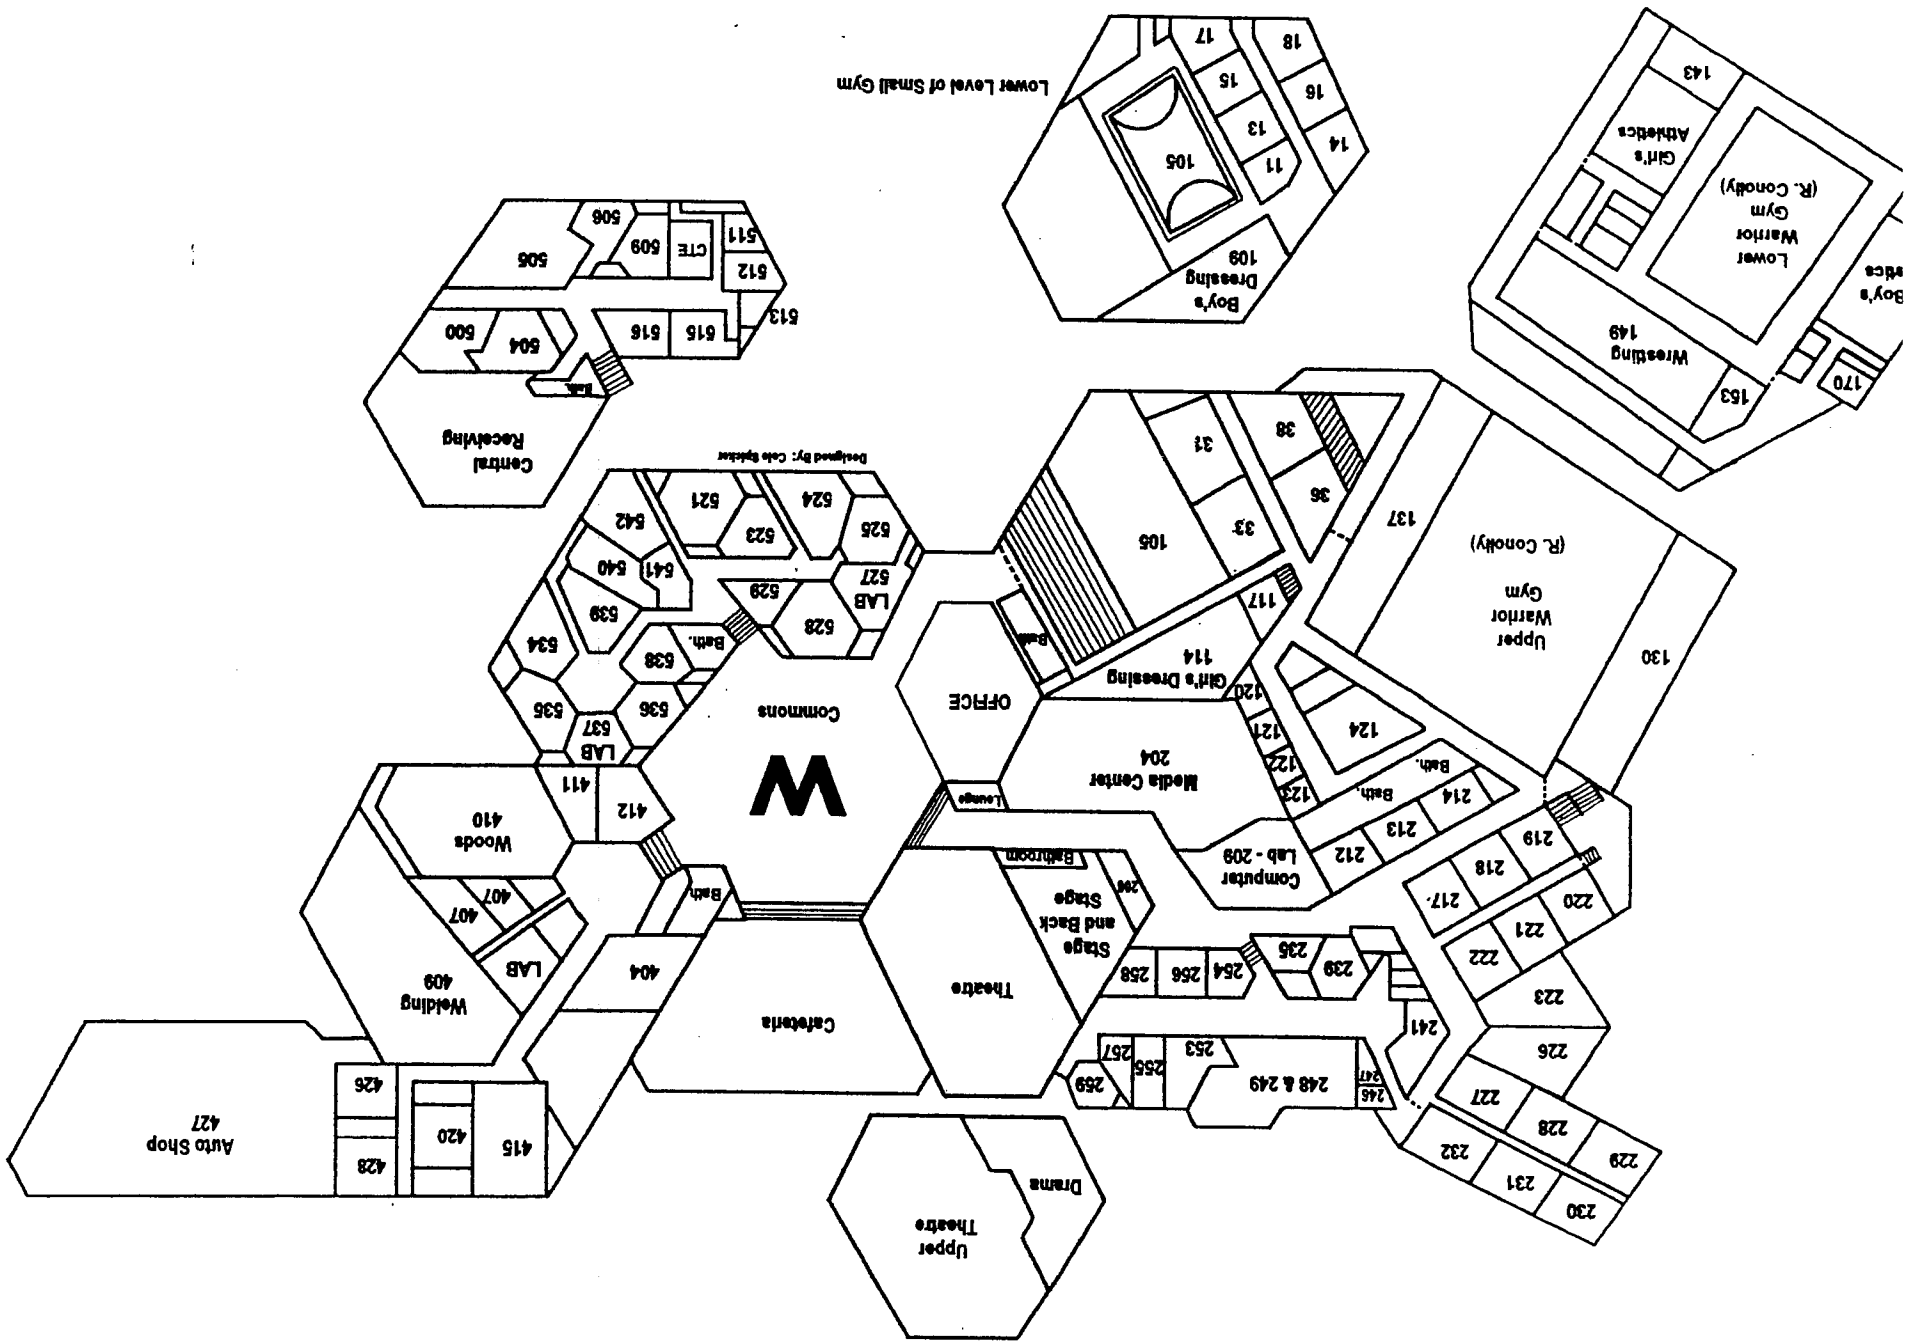 Upper
Theatre
Drama
230
231
232
229
228
227
226
223
222
221
220
217
218
219
241
246
247
248 & 249
253
255
257
259
239
235
254
256
258
Stage
and Back
Stage
Bathroom
Theatre
Cafeteria
415
420
428
426
Auto Shop
427
Welding
409
LAB
407
407
404
Bath
Woods
410
411
412
W
Commons
OFFICE
Lounge
Media Center
204
Computer
Lab - 209
212
213
214
Bath.
Bath.
123
122
121
120
124
130
Upper
Warrior
Gym
(R. Conolly)
137
Girl's Dressing
114
117
Bath
105
33
31
36
38
LAB
537
536
535
534
538
Bath.
539
540
541
542
528
529
LAB
527
525
524
523
521
Designed By: Cole Spicker
Central
Receiving
Bath.
500
504
516
515
513
505
506
509
CTE
512
511
Boy's
Dressing
109
105
11
13
15
17
14
16
18
Lower Level of Small Gym
170
153
Wrestling
149
Boy's
Lower
Warrior
Gym
(R. Conolly)
Girl's
Athletics
143